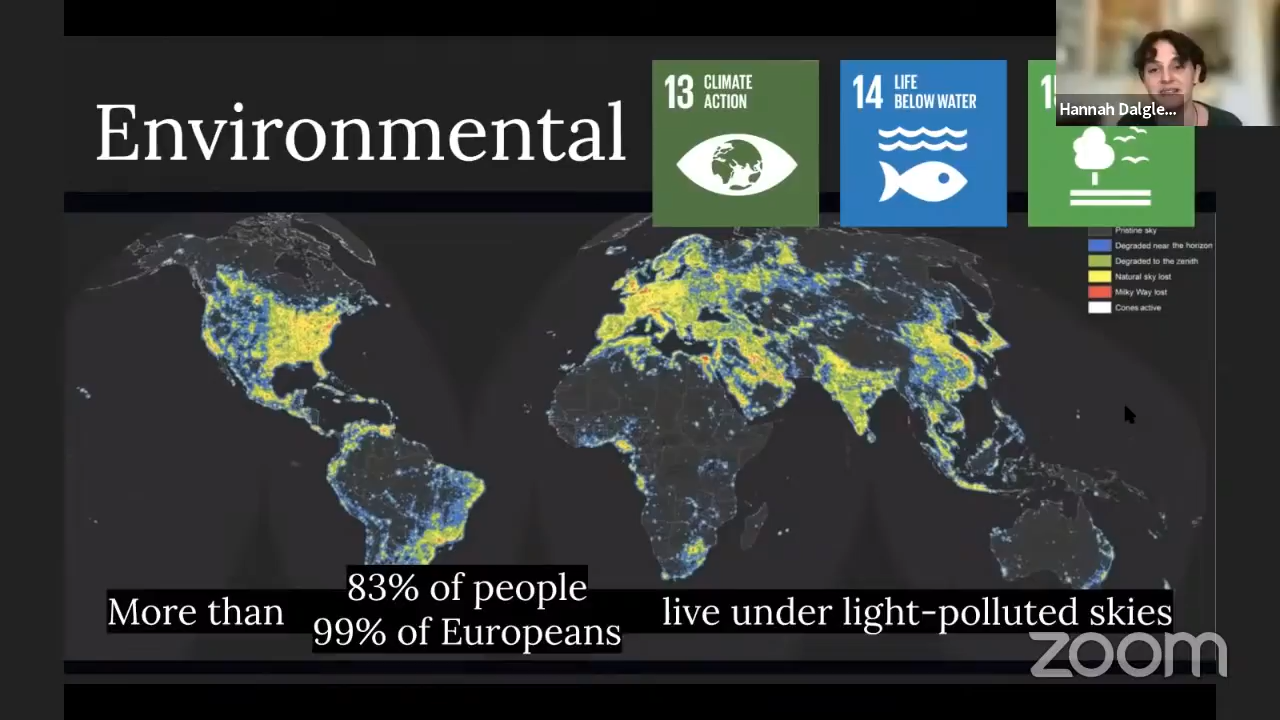 Environmental
13 CLIMATE
ACTION
14 LIFE
BELOW WATER
Hannah Dalgle...
Pristine sky
Degraded near the horizon
Degraded to the zenith
Natural sky lost
Milky Way lost
Cones active
More than
83% of people
99% of Europeans
live under light-polluted skies
zoom